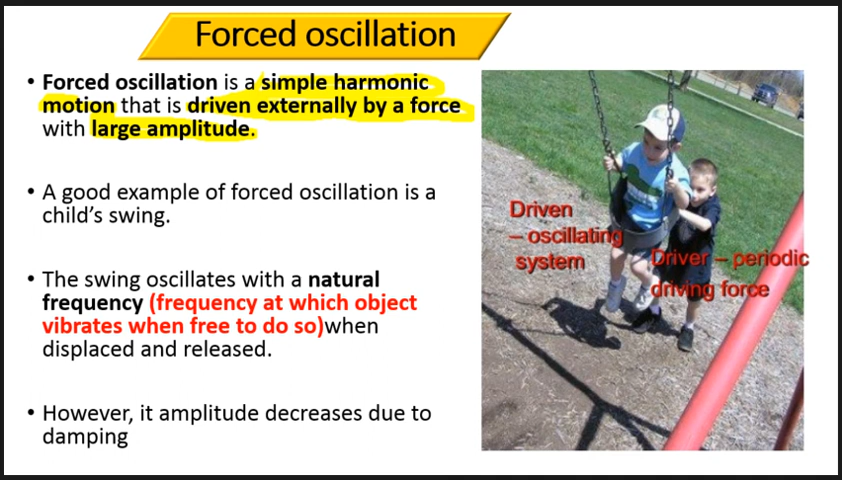 Forced oscillation
• Forced oscillation is a simple harmonic
motion that is driven externally by a force
with large amplitude.
• A good example of forced oscillation is a
child’s swing.
• The swing oscillates with a natural
frequency (frequency at which object
vibrates when free to do so)when
displaced and released.
• However, it amplitude decreases due to
damping
Driven
– oscillating
system
Driver – periodic
driving force